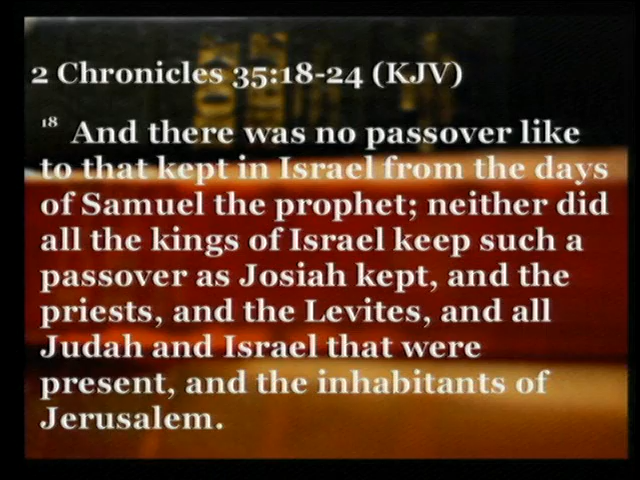 2 Chronicles 35:18-24 (KJV)
18 And there was no passover like
to that kept in Israel from the days
of Samuel the prophet; neither did
all the kings of Israel keep such a
passover as Josiah kept, and the
priests, and the Levites, and all
Judah and Israel that were
present, and the inhabitants of
Jerusalem.